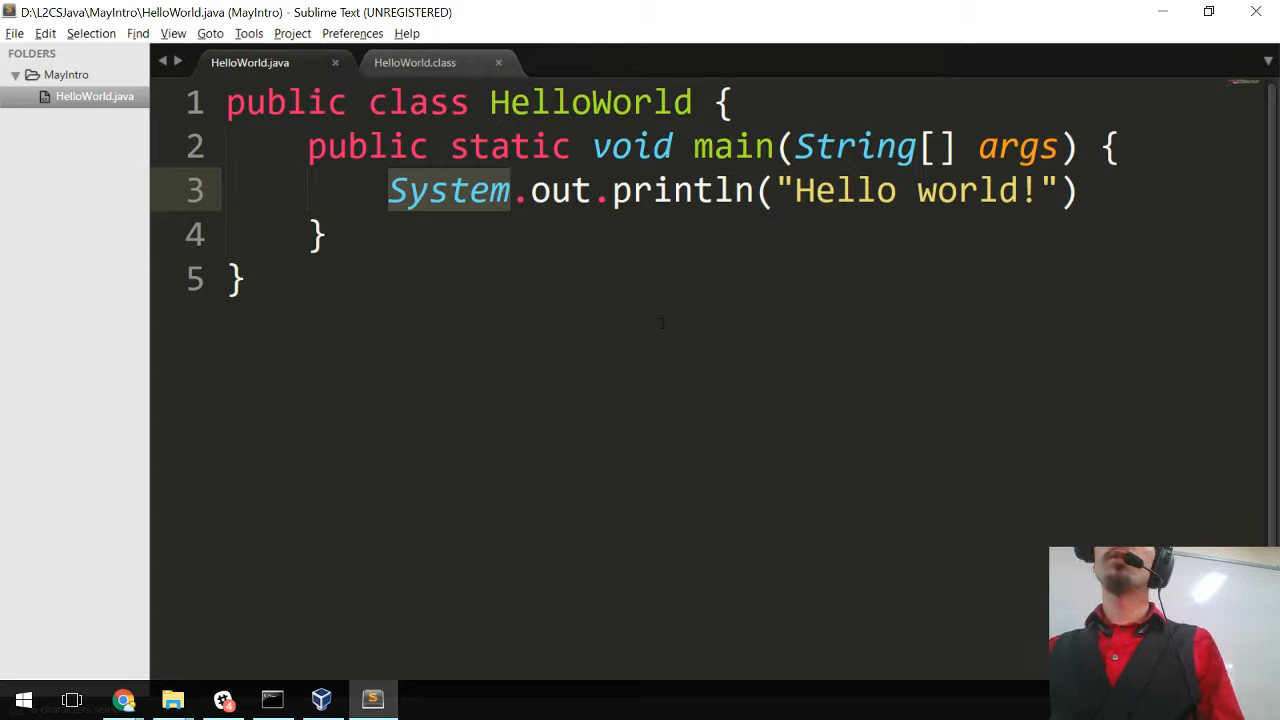 D:\L2CSJava\MayIntro\HelloWorld.java (MayIntro) - Sublime Text (UNREGISTERED)
File Edit Selection Find View Goto Tools Project Preferences Help
FOLDERS
MayIntro
HelloWorld.java
HelloWorld.java HelloWorld.class
1 public class HelloWorld {
2 public static void main(String[] args) {
3 System.out.println("Hello world!")
4 }
5 }
4